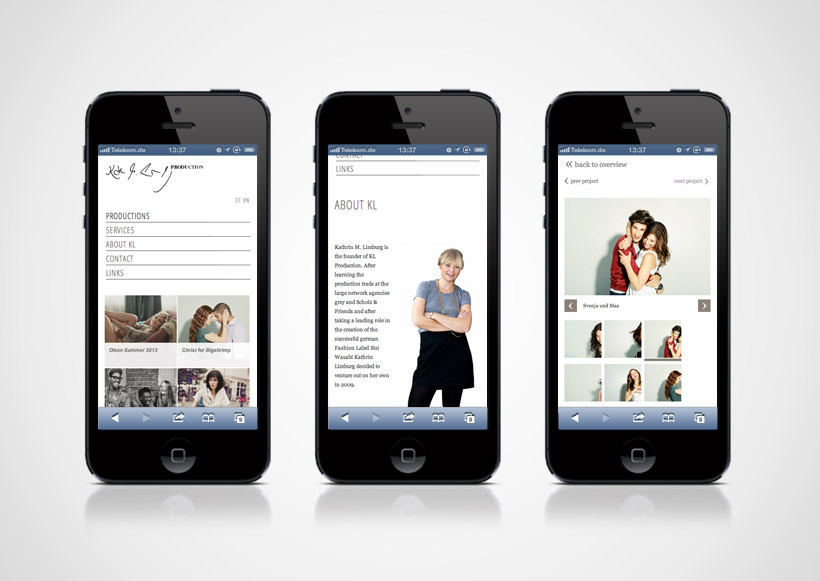 Telekom.de 13:37
PRODUCTION
DE EN
PRODUCTIONS
SERVICES
ABOUT KL
CONTACT
LINKS
Olsen Summer 2013
Christ for Bigshrimp
Telekom.de 13:37
CONTACT
LINKS
ABOUT KL
Kathrin M. Limburg is
the founder of KL
Production. After
learning the
production trade at the
large network agencies
grey and Scholz &
Friends and after
taking a leading role in
the creation of the
successful german
Fashion Label Sisi
Wasabi Kathrin
Limburg decided to
venture out on her own
in 2009.
Telekom.de 13:37
« back to overview
prev project
next project
Svenja und Max